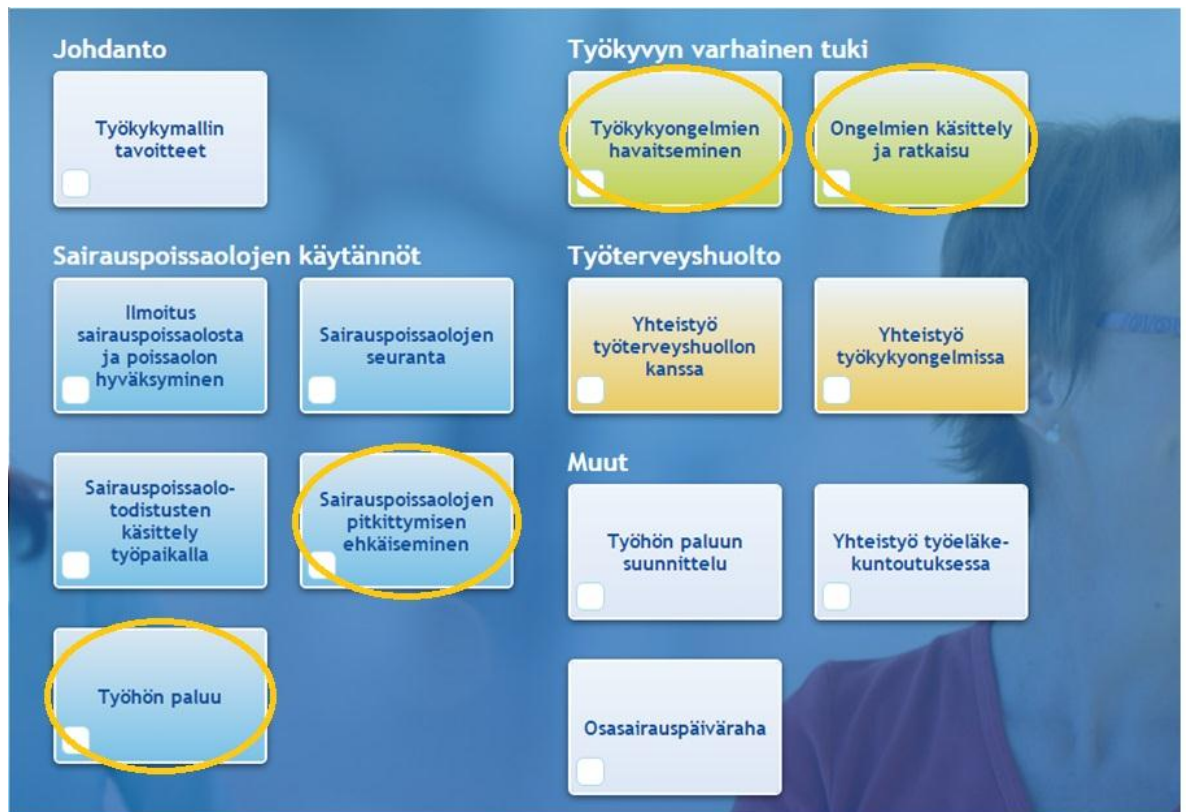 Johdanto
Työkykymallin
tavoitteet
Sairauspoissaolojen käytännöt
Ilmoitus
sairauspoissaolosta
ja poissaolon
hyväksyminen
Sairauspoissaolojen
seuranta
Sairauspoissaolo-
todistusten
käsittely
työpaikalla
Sairauspoissaolojen
pitkittymisen
ehkäiseminen
Työhön paluu
Työkyvyn varhainen tuki
Työkykyongelmien
havaitseminen
Ongelmien käsittely
ja ratkaisu
Työterveyshuolto
Yhteistyö
työterveyshuollon
kanssa
Yhteistyö
työkykyongelmissa
Muut
Työhön paluun
suunnittelu
Yhteistyö työeläke-
kuntoutuksessa
Osasairauspäiväraha